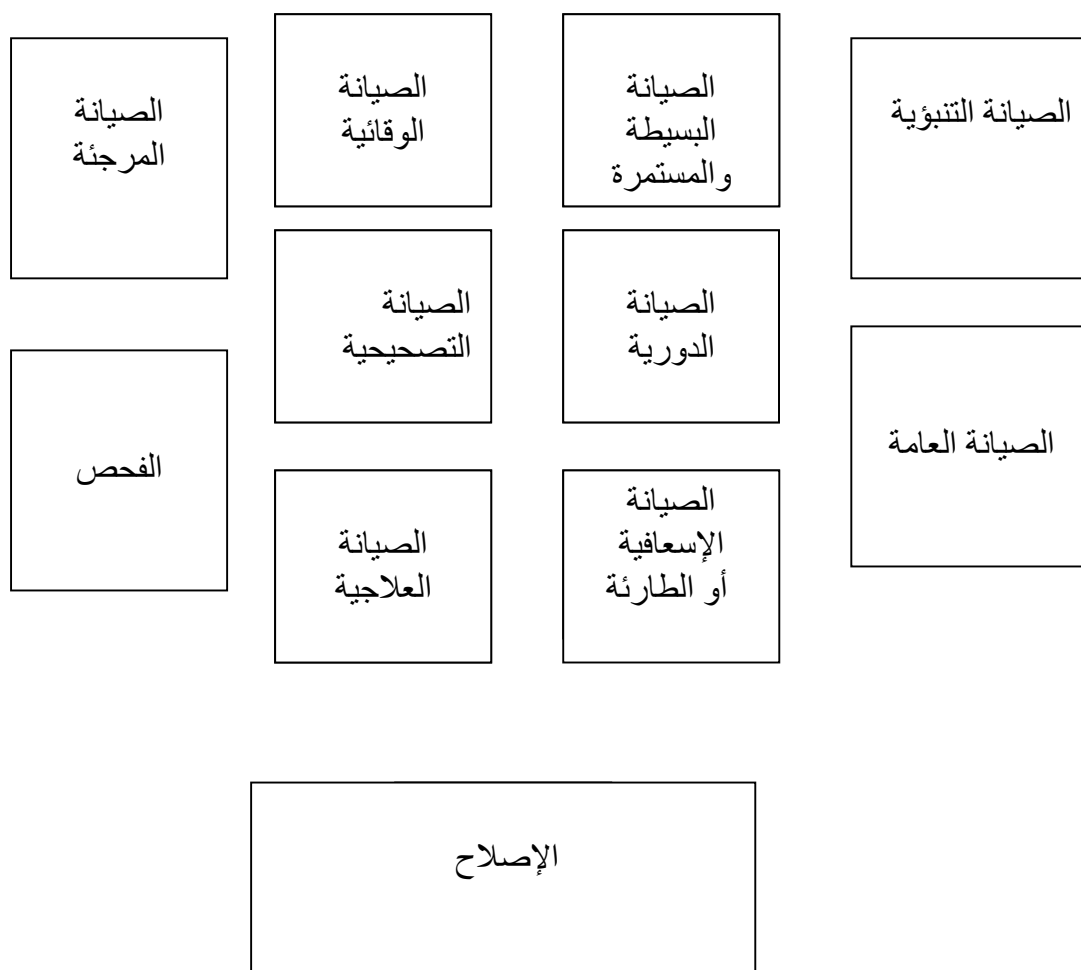 الصيانة التنبؤية
الصيانة
البسيطة
والمستمرة
الصيانة
الوقائية
الصيانة
المرجئة
الصيانة
الدورية
الصيانة
التصحيحية
الصيانة العامة
الفحص
الصيانة
الإسعافية
أو الطارئة
الصيانة
العلاجية
الإصلاح